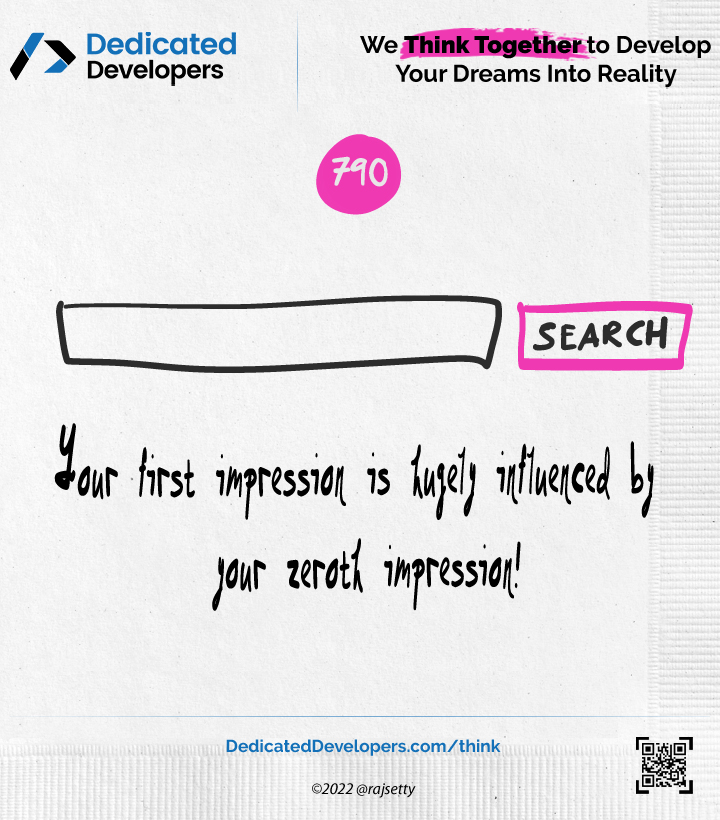 Dedicated
Developers
We Think Together to Develop
Your Dreams Into Reality
790
SEARCH
Your first impression is hugely influenced by
your zeroth impression!
DedicatedDevelopers.com/think
©2022 @rajsetty